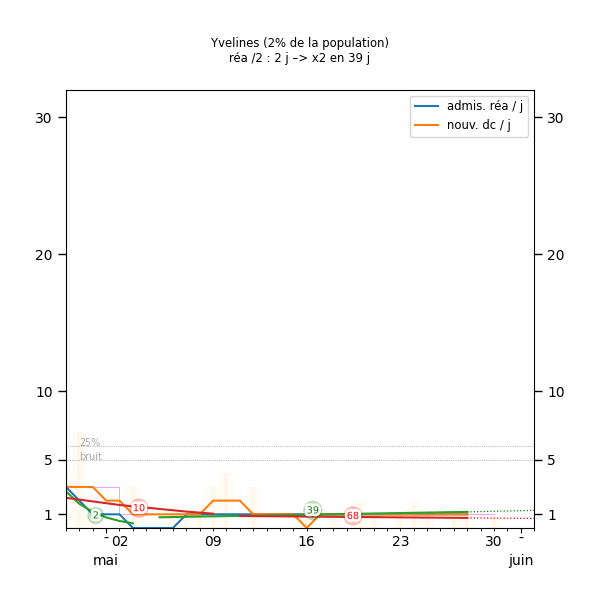 Yvelines (2% de la population)
réa /2 : 2 j –> x2 en 39 j
admis. réa / j
nouv. dc / j
30 30
20 20
10 10
25%
5 bruit 5
1 2 10 39 68 1
02 09 16 23 30
mai juin